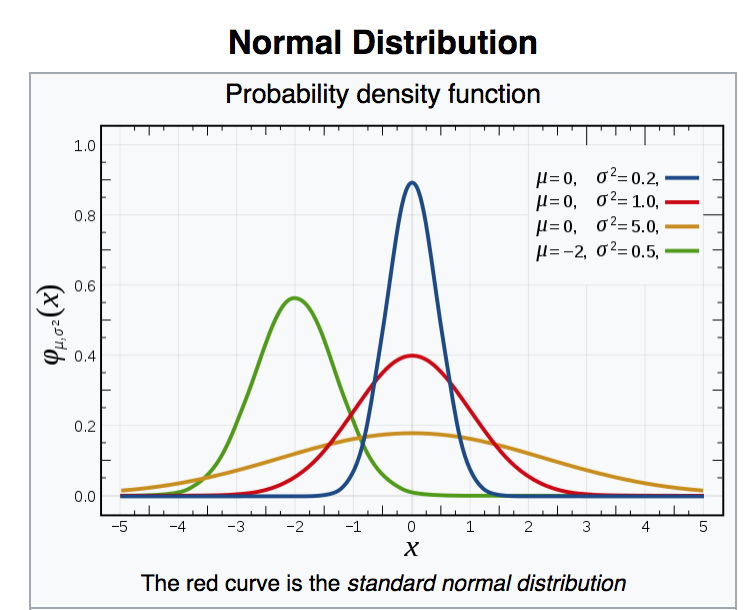 Normal Distribution
Probability density function
1.0
0.8
0.6
0.4
0.2
0.0
φμ,σ²(x)
μ=0, σ²=0.2,
μ=0, σ²=1.0,
μ=0, σ²=5.0,
μ=−2, σ²=0.5,
−5 −4 −3 −2 −1 0 1 2 3 4 5
x
The red curve is the standard normal distribution